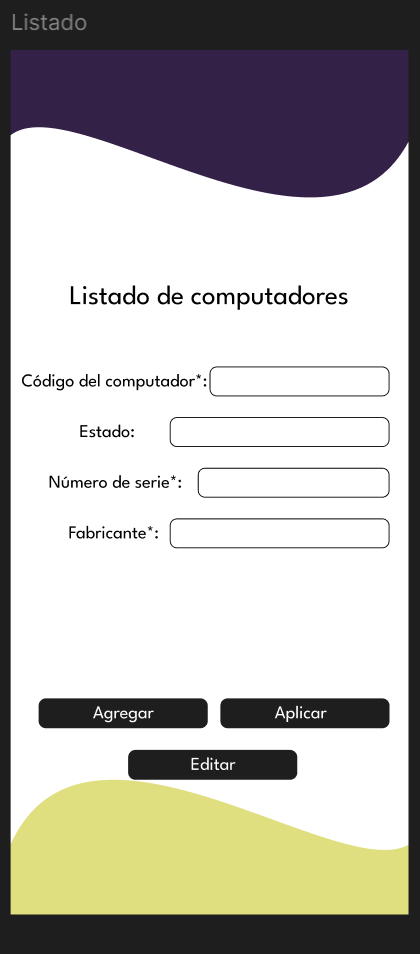 Listado
Listado de computadores
Código del computador*:
Estado:
Número de serie*:
Fabricante*:
Agregar
Aplicar
Editar